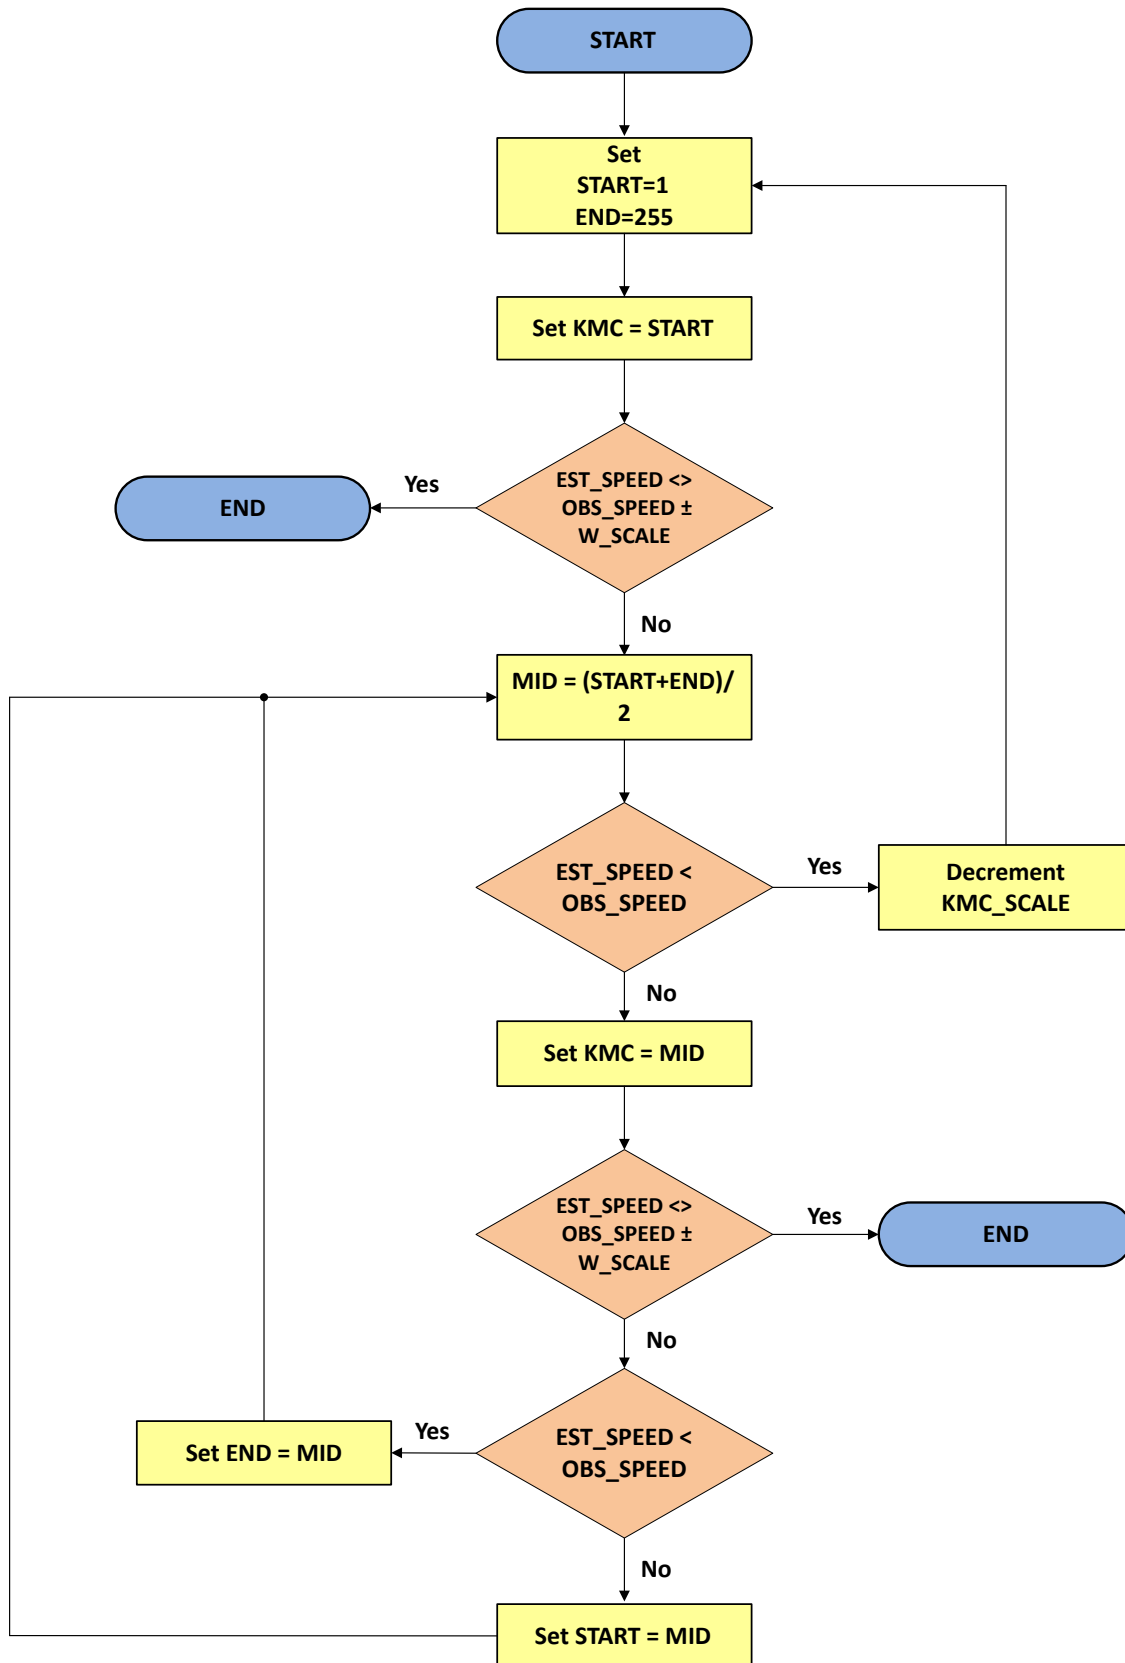 START
Set
START=1
END=255
Set KMC = START
EST_SPEED <>
OBS_SPEED ±
W_SCALE
Yes
END
No
MID = (START+END)/
2
EST_SPEED <
OBS_SPEED
Yes
Decrement
KMC_SCALE
No
Set KMC = MID
EST_SPEED <>
OBS_SPEED ±
W_SCALE
Yes
END
No
EST_SPEED <
OBS_SPEED
Yes
Set END = MID
No
Set START = MID